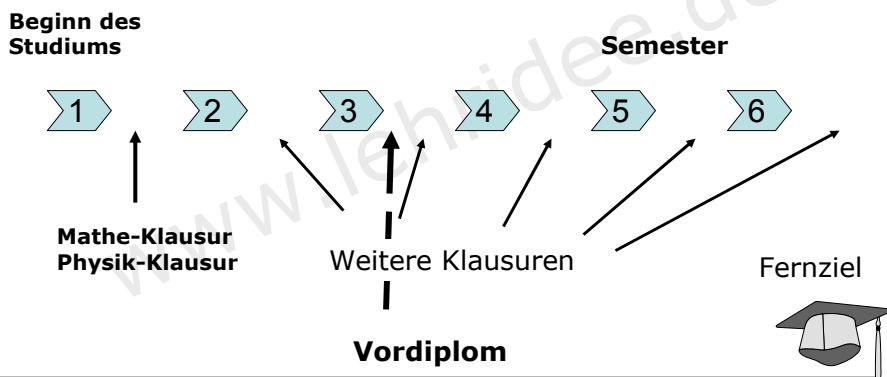 Beginn des
Studiums
Semester
1 2 3 4 5 6
Mathe-Klausur
Physik-Klausur
Weitere Klausuren
Fernziel
Vordiplom
www.lehridee.de